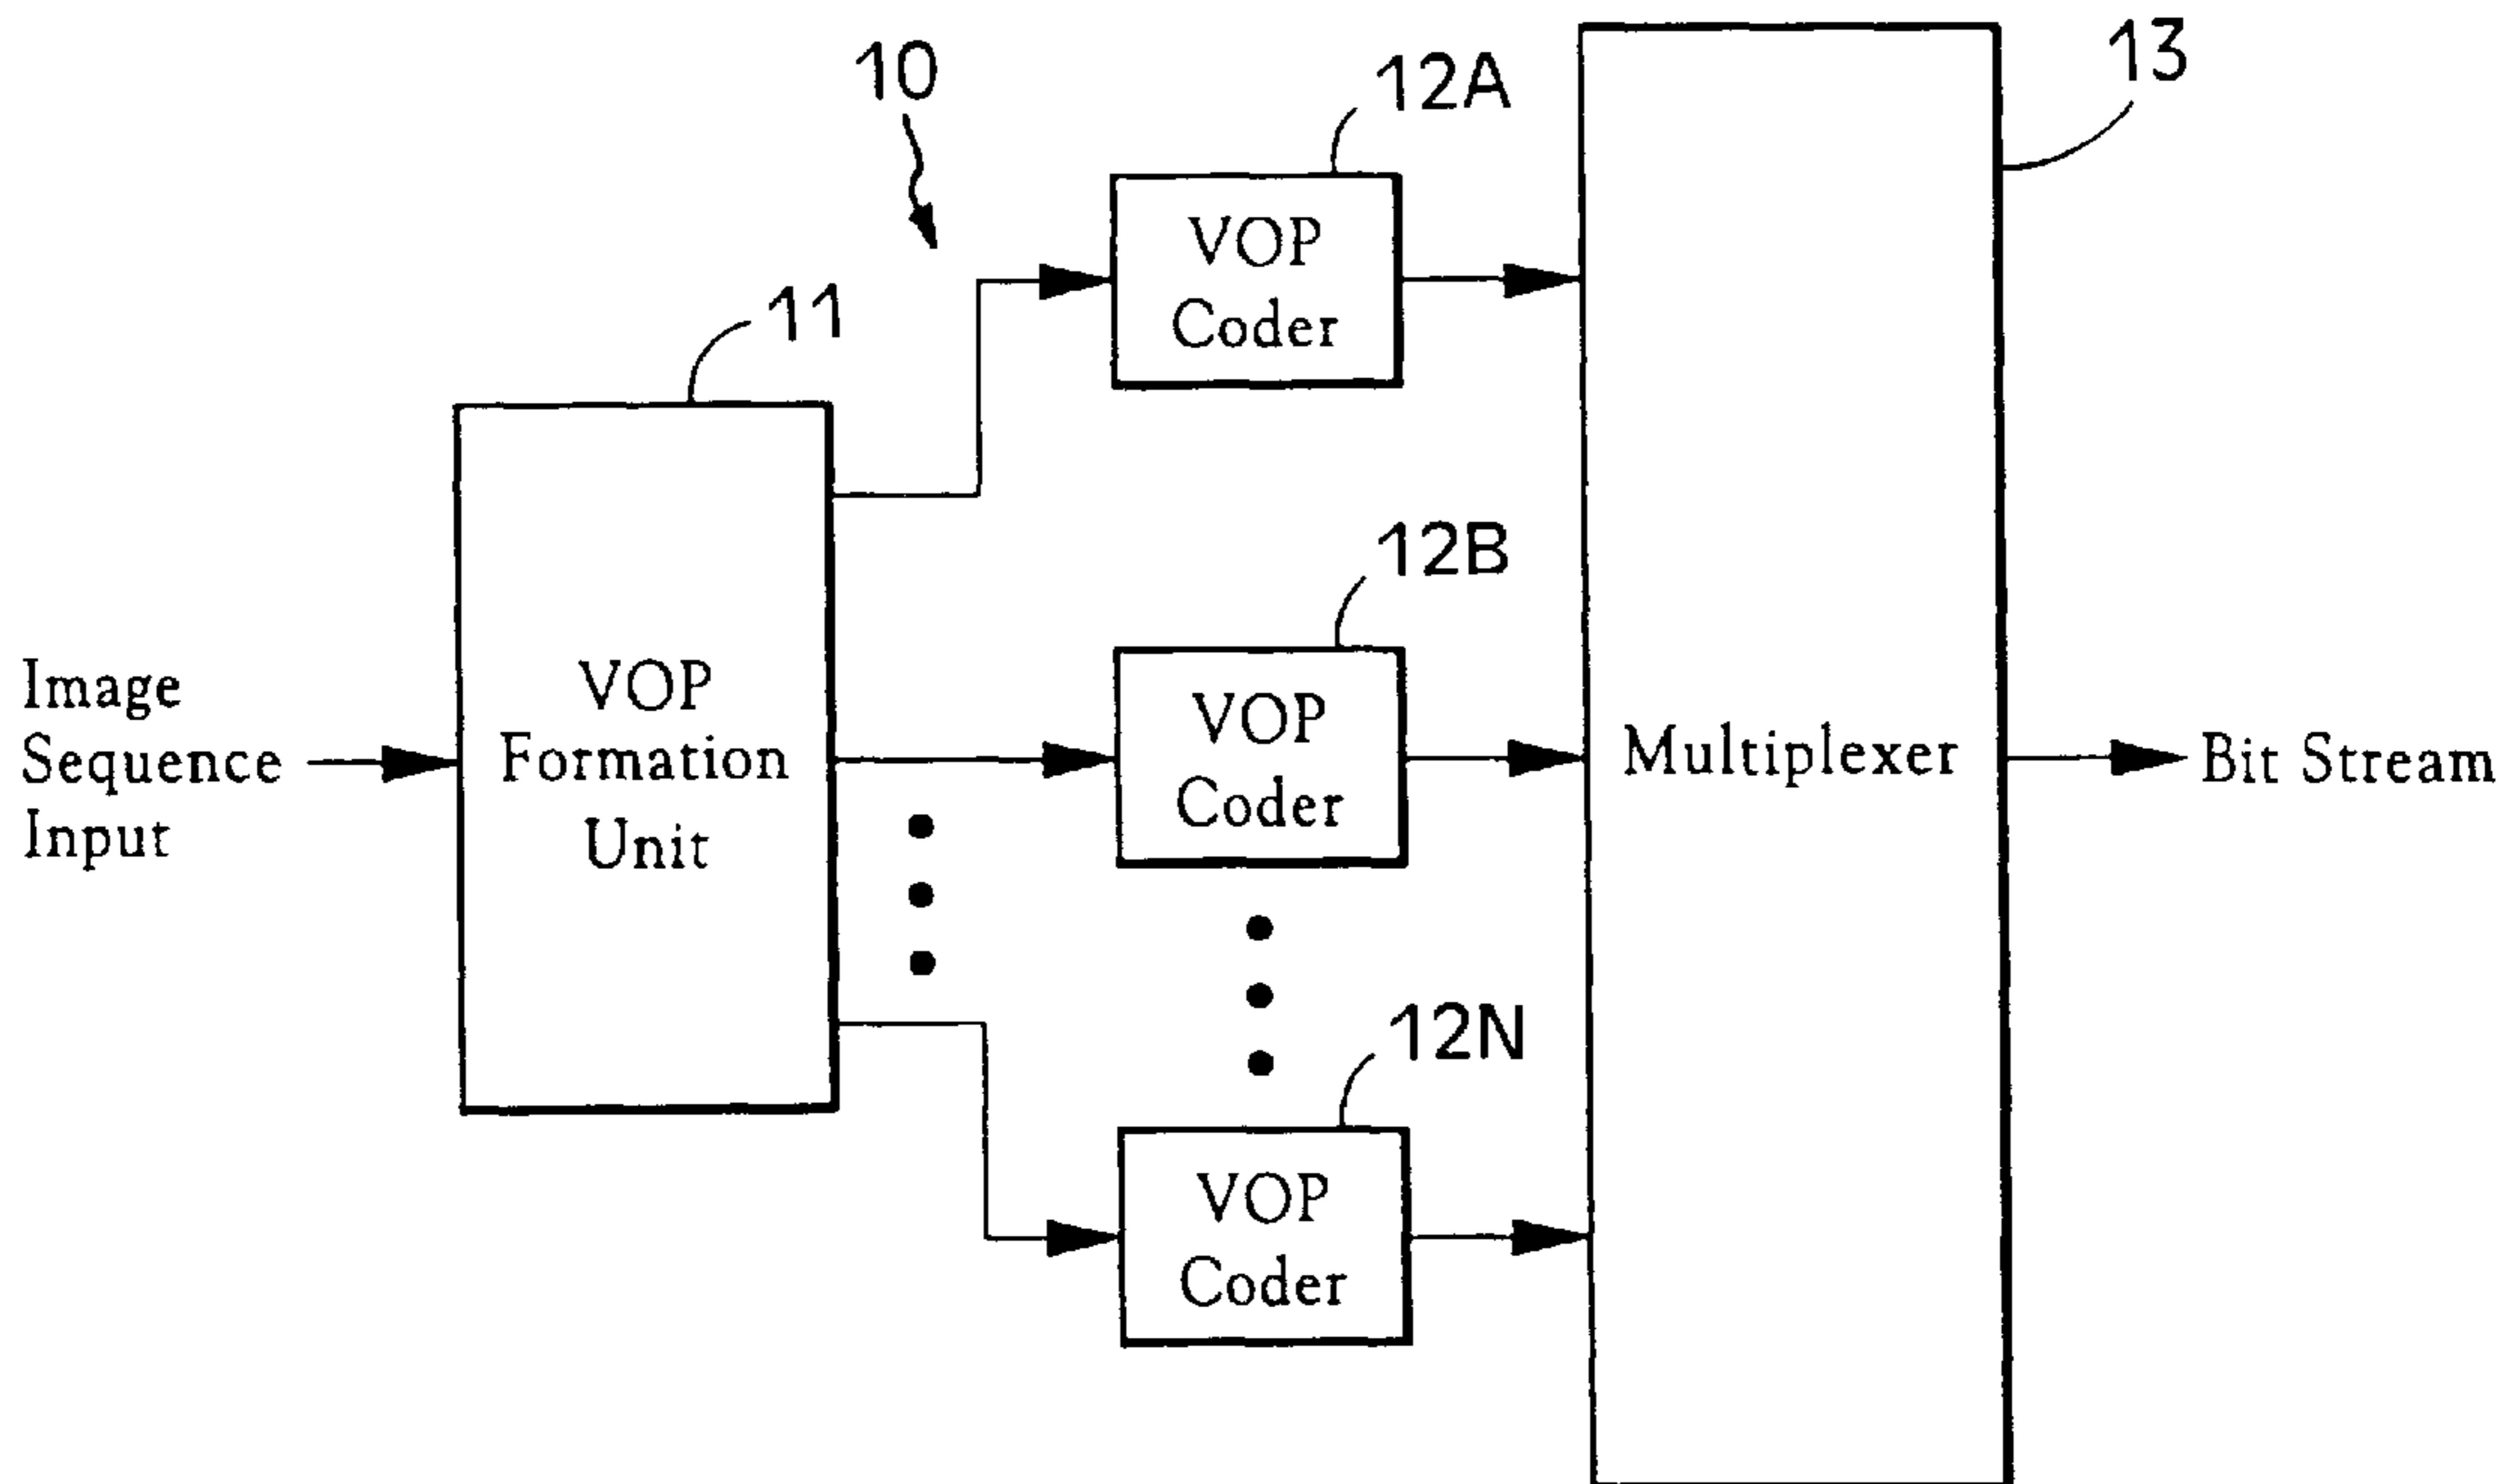 10
12A
13
VOP
Coder
11
12B
Image
Sequence
Input
VOP
Formation
Unit
VOP
Coder
Multiplexer
Bit Stream
12N
VOP
Coder